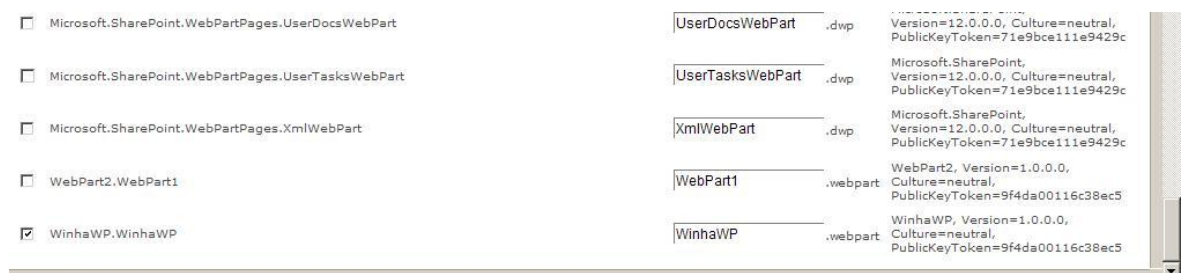 Microsoft.SharePoint.WebPartPages.UserDocsWebPart UserDocsWebPart .dwp
Version=12.0.0.0, Culture=neutral,
PublicKeyToken=71e9bce111e9429c
Microsoft.SharePoint.WebPartPages.UserTasksWebPart UserTasksWebPart .dwp Microsoft.SharePoint,
Version=12.0.0.0, Culture=neutral,
PublicKeyToken=71e9bce111e9429c
Microsoft.SharePoint.WebPartPages.XmlWebPart XmlWebPart .dwp Microsoft.SharePoint,
Version=12.0.0.0, Culture=neutral,
PublicKeyToken=71e9bce111e9429c
WebPart2.WebPart1 WebPart1 .webpart WebPart2, Version=1.0.0.0,
Culture=neutral,
PublicKeyToken=9f4da00116c38ec5
WinhaWP.WinhaWP WinhaWP .webpart WinhaWP, Version=1.0.0.0,
Culture=neutral,
PublicKeyToken=9f4da00116c38ec5